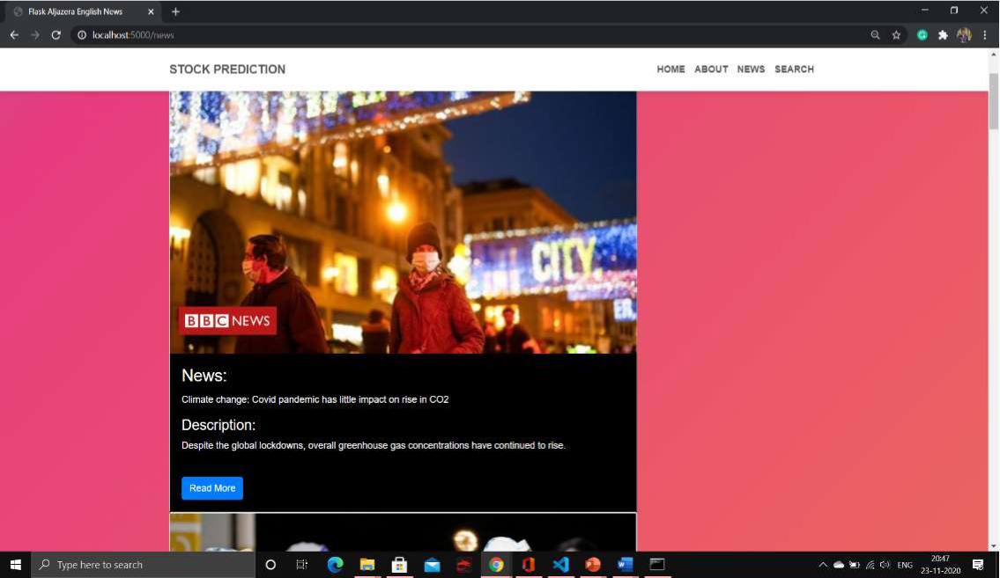 Flask Aljazera English News
localhost:5000/news
STOCK PREDICTION
HOME ABOUT NEWS SEARCH
CITY.
ER.
BBC NEWS
News:
Climate change: Covid pandemic has little impact on rise in CO2
Description:
Despite the global lockdowns, overall greenhouse gas concentrations have continued to rise.
Read More
Type here to search
ENG
20:47
23-11-2020